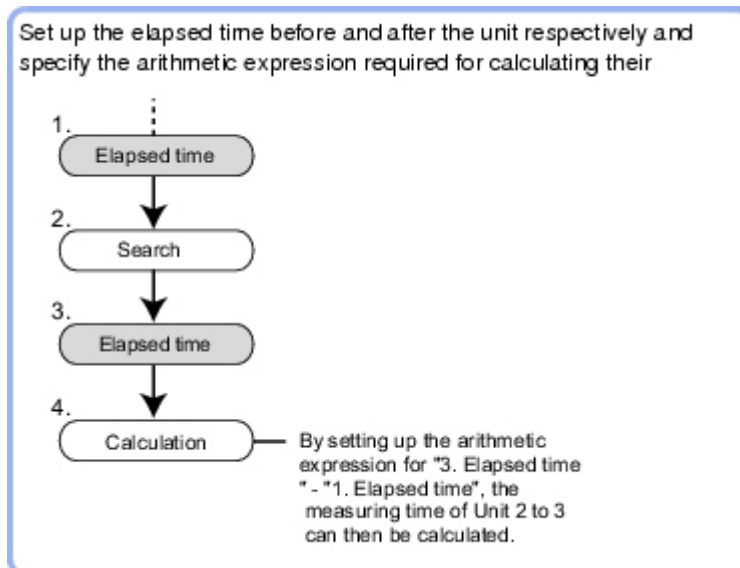 Set up the elapsed time before and after the unit respectively and
specify the arithmetic expression required for calculating their
1.
Elapsed time
2.
Search
3.
Elapsed time
4.
Calculation
By setting up the arithmetic
expression for "3. Elapsed time
" - "1. Elapsed time", the
measuring time of Unit 2 to 3
can then be calculated.